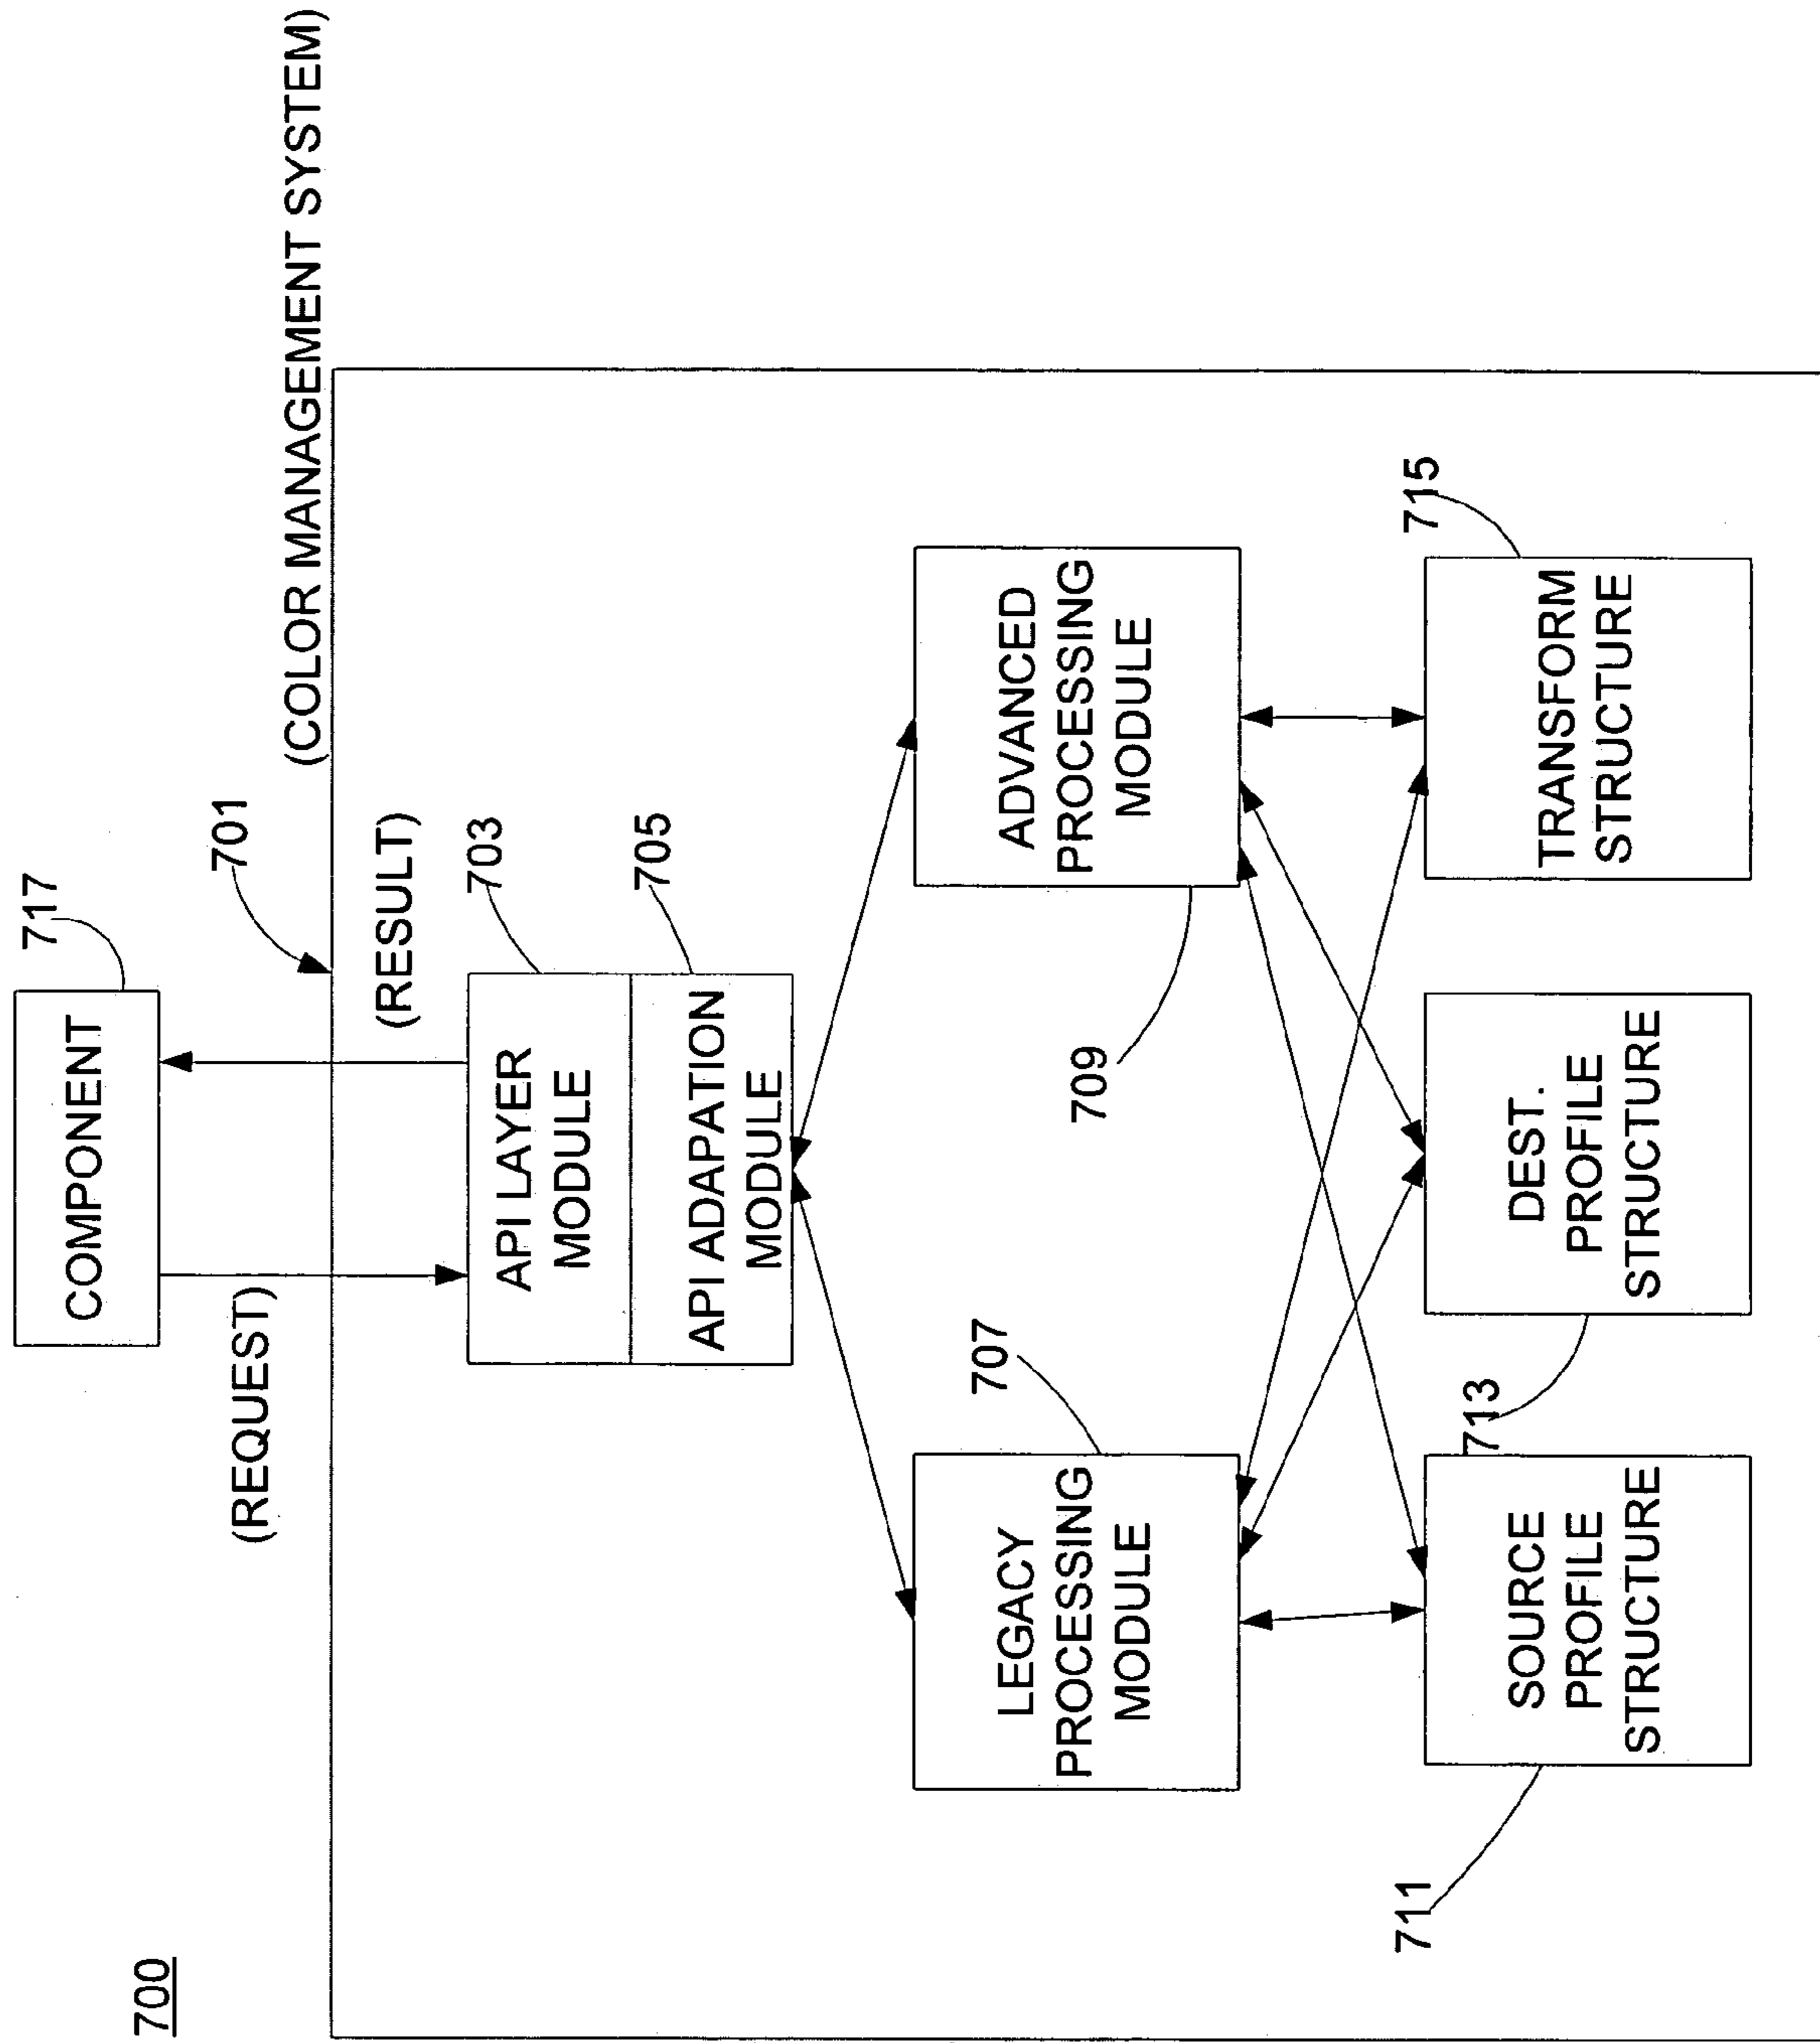 700
717
COMPONENT
(REQUEST)
701
(COLOR MANAGEMENT SYSTEM)
(RESULT)
703
API LAYER
MODULE
705
API ADAPATION
MODULE
707
LEGACY
PROCESSING
MODULE
ADVANCED
PROCESSING
MODULE
709
711
SOURCE
PROFILE
STRUCTURE
713
DEST.
PROFILE
STRUCTURE
715
TRANSFORM
STRUCTURE